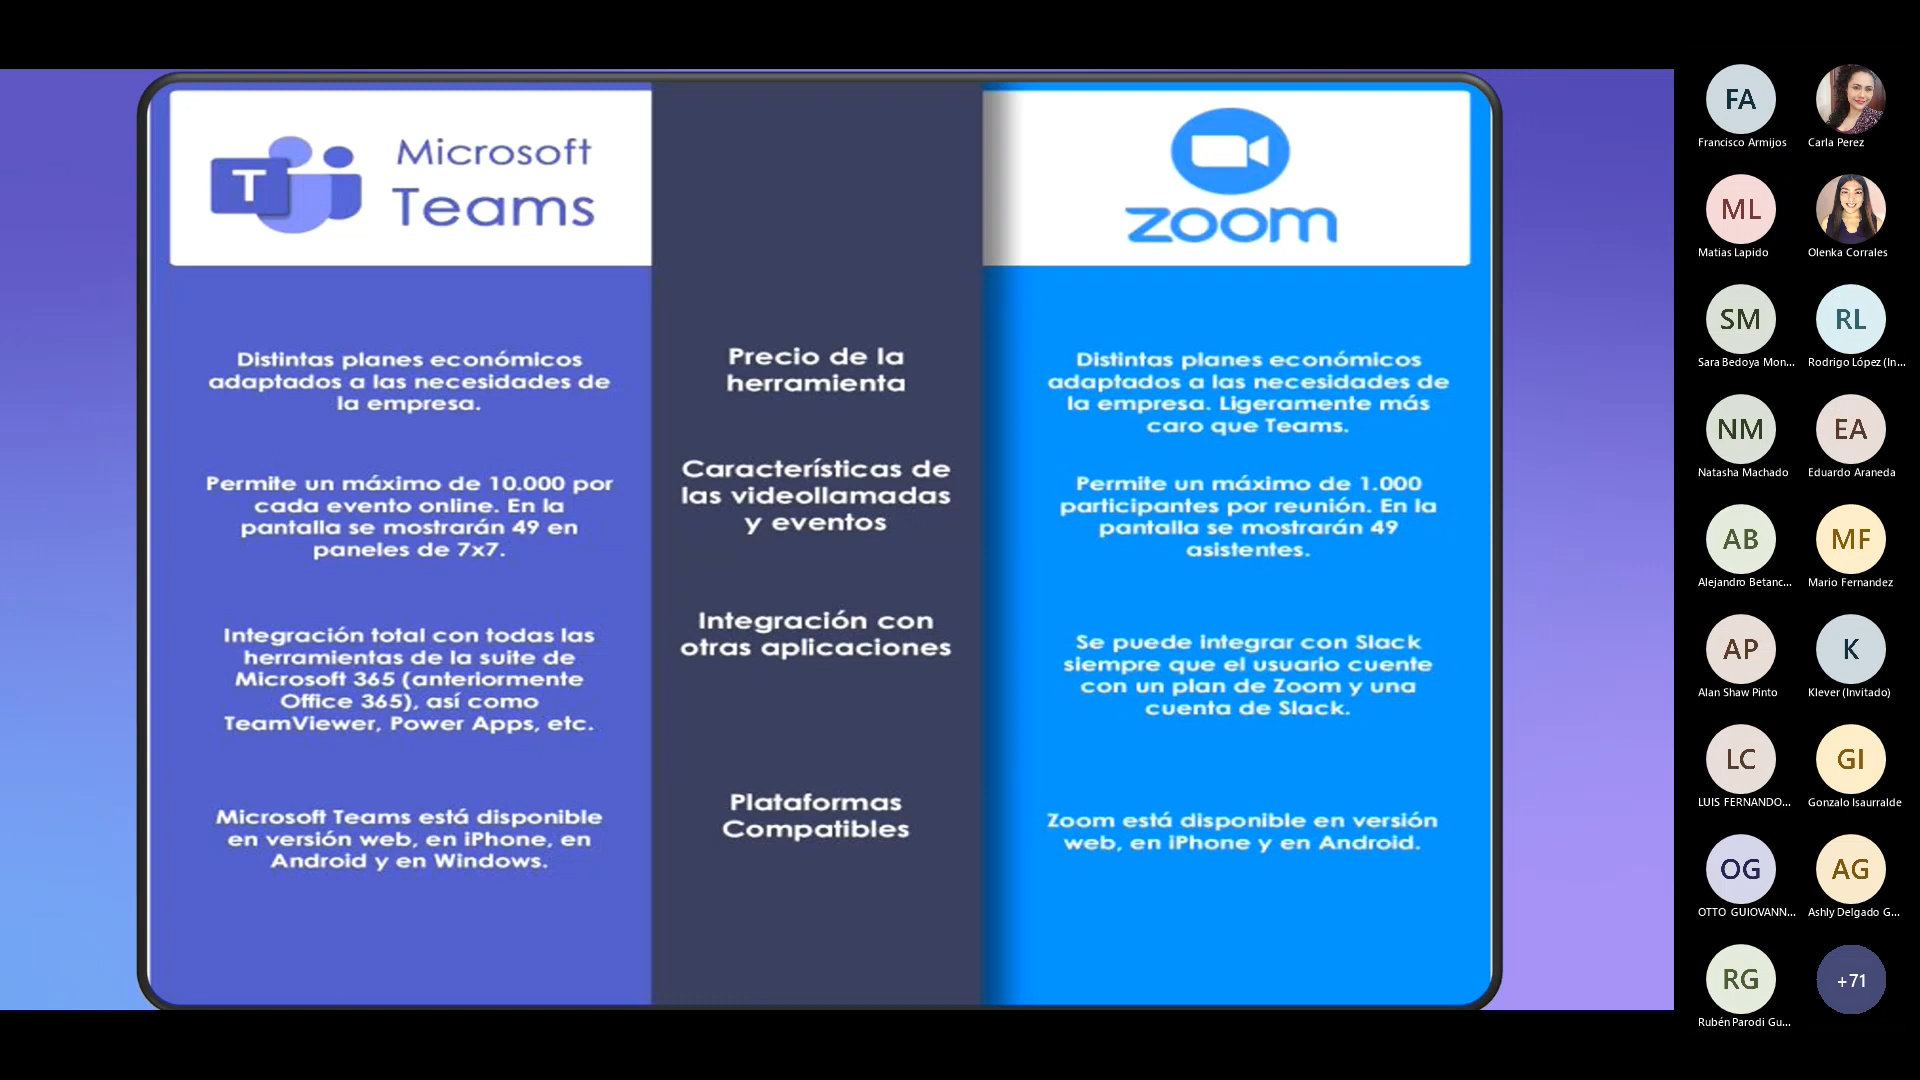 T
Microsoft
Teams
zoom
Distintas planes económicos
adaptados a las necesidades de
la empresa.
Precio de la
herramienta
Distintas planes económicos
adaptados a las necesidades de
la empresa. Ligeramente más
caro que Teams.
Permite un máximo de 10.000 por
cada evento online. En la
pantalla se mostrarán 49 en
paneles de 7x7.
Características de
las videollamadas
y eventos
Permite un máximo de 1.000
participantes por reunión. En la
pantalla se mostrarán 49
asistentes.
Integración total con todas las
herramientas de la suite de
Microsoft 365 (anteriormente
Office 365), así como
TeamViewer, Power Apps, etc.
Integración con
otras aplicaciones
Se puede integrar con Slack
siempre que el usuario cuente
con un plan de Zoom y una
cuenta de Slack.
Microsoft Teams está disponible
en versión web, en iPhone, en
Android y en Windows.
Plataformas
Compatibles
Zoom está disponible en versión
web, en iPhone y en Android.
FA
Francisco Armijos
Carla Perez
ML
Matias Lapido
Olenka Corrales
SM
Sara Bedoya Mon...
RL
Rodrigo López (In...
NM
Natasha Machado
EA
Eduardo Araneda
AB
Alejandro Betanc...
MF
Mario Fernandez
AP
Alan Shaw Pinto
K
Klever (Invitado)
LC
LUIS FERNANDO...
GI
Gonzalo Isaurralde
OG
OTTO GUIOVANN...
AG
Ashly Delgado G...
RG
Rubén Parodi Gu...
+71